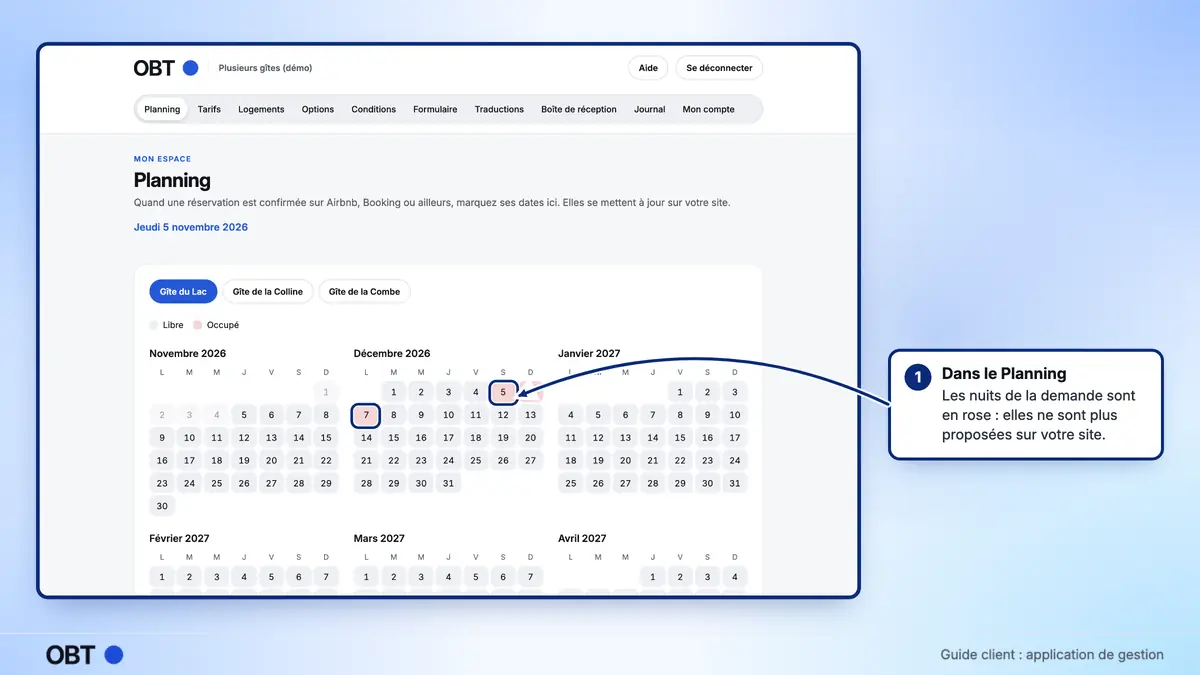 OBT
Plusieurs gîtes (démo)
Aide
Se déconnecter
Planning Tarifs Logements Options Conditions Formulaire Traductions Boîte de réception Journal Mon compte
MON ESPACE
Planning
Quand une réservation est confirmée sur Airbnb, Booking ou ailleurs, marquez ses dates ici. Elles se mettent à jour sur votre site.
Jeudi 5 novembre 2026
Gîte du Lac Gîte de la Colline Gîte de la Combe
Libre Occupé
Novembre 2026
L M M J V S D
1
2 3 4 5 6 7 8
9 10 11 12 13 14 15
16 17 18 19 20 21 22
23 24 25 26 27 28 29
30
Décembre 2026
L M M J V S D
1 2 3 4 5
7 8 9 10 11 12 13
14 15 16 17 18 19 20
21 22 23 24 25 26 27
28 29 30 31
Janvier 2027
L M J V S D
1 2 3
4 5 6 7 8 9 10
11 12 13 14 15 16 17
18 19 20 21 22 23 24
25 26 27 28 29 30 31
Février 2027
L M M J V S D
1 2 3 4 5 6 7
Mars 2027
L M M J V S D
1 2 3 4 5 6 7
Avril 2027
L M M J V S D
1 2 3 4
1 Dans le Planning
Les nuits de la demande sont
en rose : elles ne sont plus
proposées sur votre site.
OBT
Guide client : application de gestion